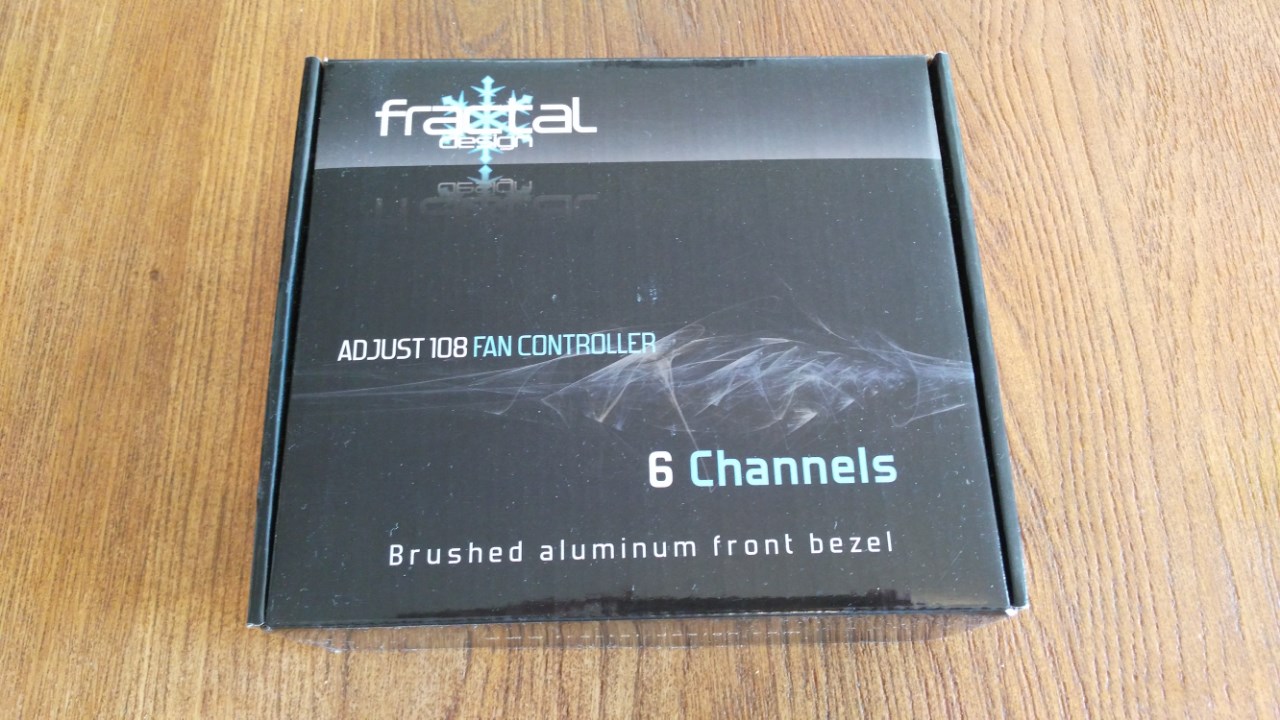 fractal
design
ADJUST 108 FAN CONTROLLER
6 Channels
Brushed aluminum front bezel